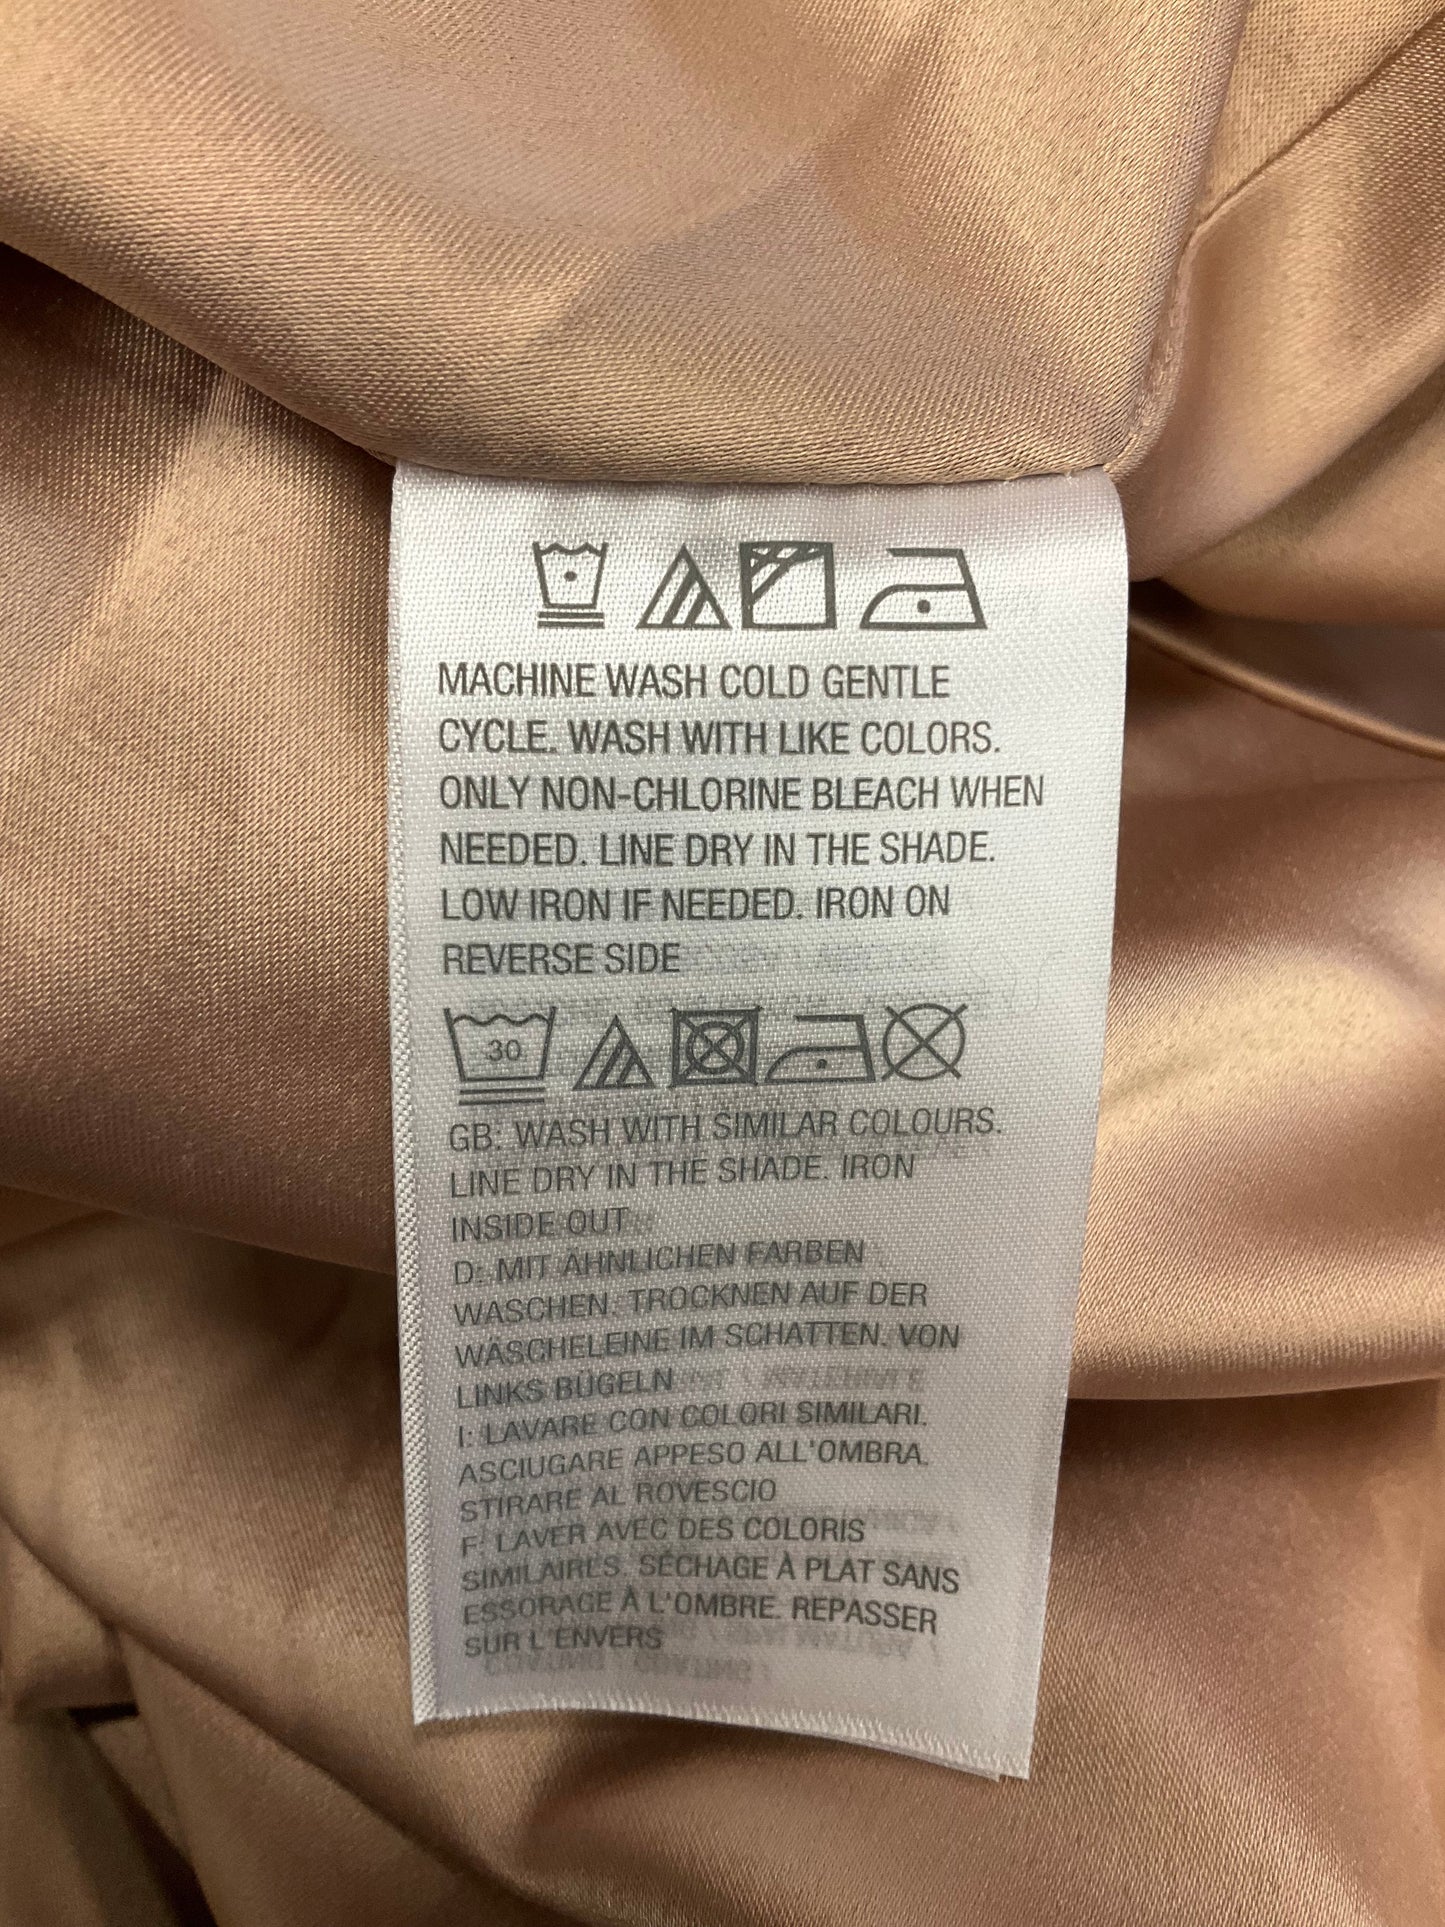 MACHINE WASH COLD GENTLE
CYCLE. WASH WITH LIKE COLORS.
ONLY NON-CHLORINE BLEACH WHEN
NEEDED. LINE DRY IN THE SHADE.
LOW IRON IF NEEDED. IRON ON
REVERSE SIDE
30
GB: WASH WITH SIMILAR COLOURS.
LINE DRY IN THE SHADE. IRON
INSIDE OUT
D: MIT ÄHNLICHEN FARBEN
WASCHEN. TROCKNEN AUF DER
WÄSCHELEINE IM SCHATTEN. VON
LINKS BÜGELN
I: LAVARE CON COLORI SIMILARI.
ASCIUGARE APPESO ALL'OMBRA.
STIRARE AL ROVESCIO
F: LAVER AVEC DES COLORIS
SIMILAIRES. SÉCHAGE À PLAT SANS
ESSORAGE À L'OMBRE. REPASSER
SUR L'ENVERS